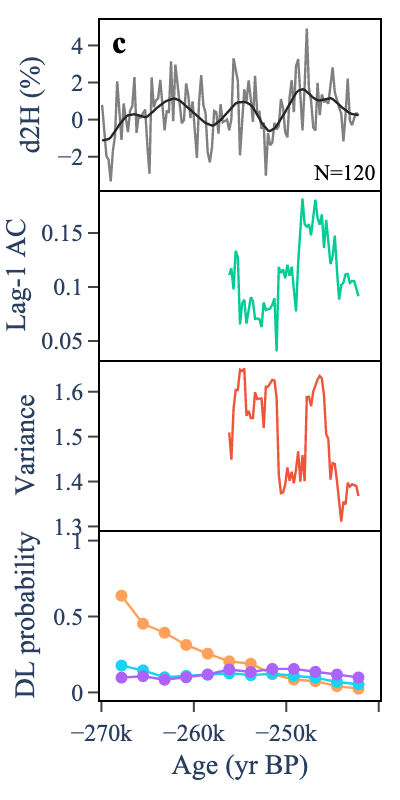 c
d2H (%)
4
2
0
−2
N=120
Lag-1 AC
0.15
0.1
0.05
Variance
1.6
1.5
1.4
1.3
DL probability
1
0.5
0
−270k −260k −250k
Age (yr BP)